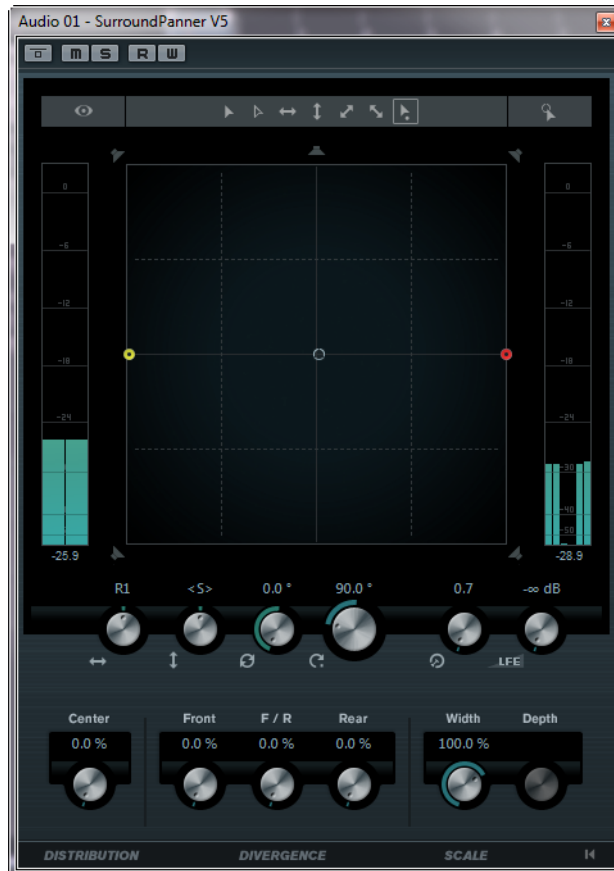 Audio 01 - SurroundPanner V5
M S R W
0 0
-6 -6
-12 -12
-18 -18
-24 -24
-30
-40
-50
-25.9 -28.9
R1 <S> 0.0 ° 90.0 ° 0.7 -∞ dB
LFE
Center Front F / R Rear Width Depth
0.0 % 0.0 % 0.0 % 0.0 % 100.0 %
DISTRIBUTION DIVERGENCE SCALE